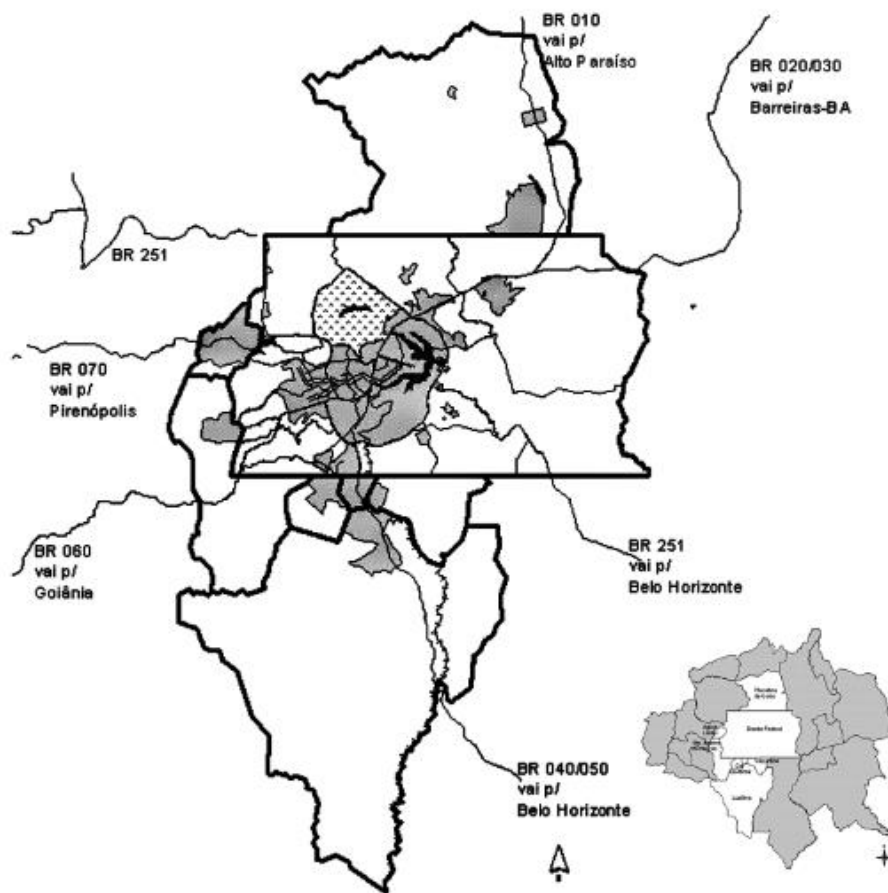 BR 010
vai p/
Alto Paraíso
BR 020/030
vai p/
Barreiras-BA
BR 251
BR 070
vai p/
Pirenópolis
BR 060
vai p/
Goiânia
BR 251
vai p/
Belo Horizonte
BR 040/050
vai p/
Belo Horizonte
Distrito Federal